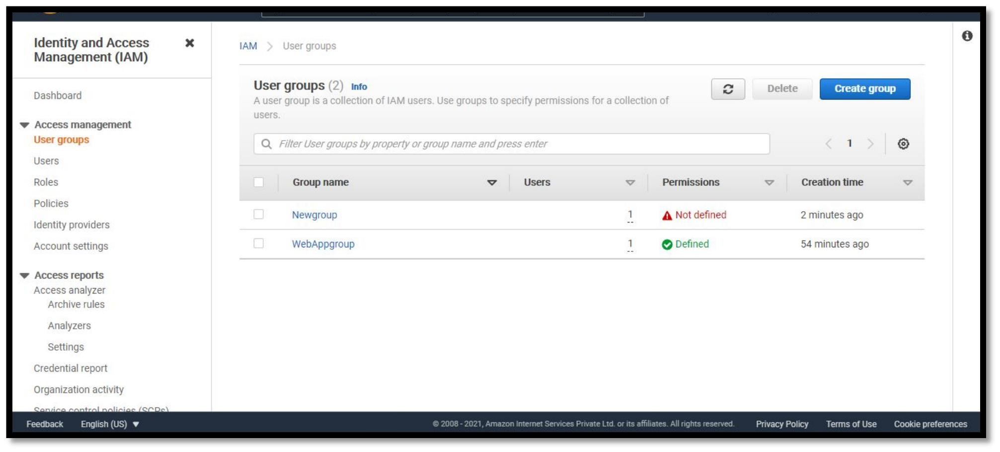 Identity and Access
Management (IAM)
Dashboard
Access management
User groups
Users
Roles
Policies
Identity providers
Account settings
Access reports
Access analyzer
Archive rules
Analyzers
Settings
Credential report
Organization activity
Service control policies (SCPs)
IAM > User groups
User groups (2) Info
A user group is a collection of IAM users. Use groups to specify permissions for a collection of
users.
Delete
Create group
Filter User groups by property or group name and press enter
1
Group name Users Permissions Creation time
Newgroup 1 Not defined 2 minutes ago
WebAppgroup 1 Defined 54 minutes ago
Feedback English (US) © 2008 - 2021, Amazon Internet Services Private Ltd. or its affiliates. All rights reserved. Privacy Policy Terms of Use Cookie preferences